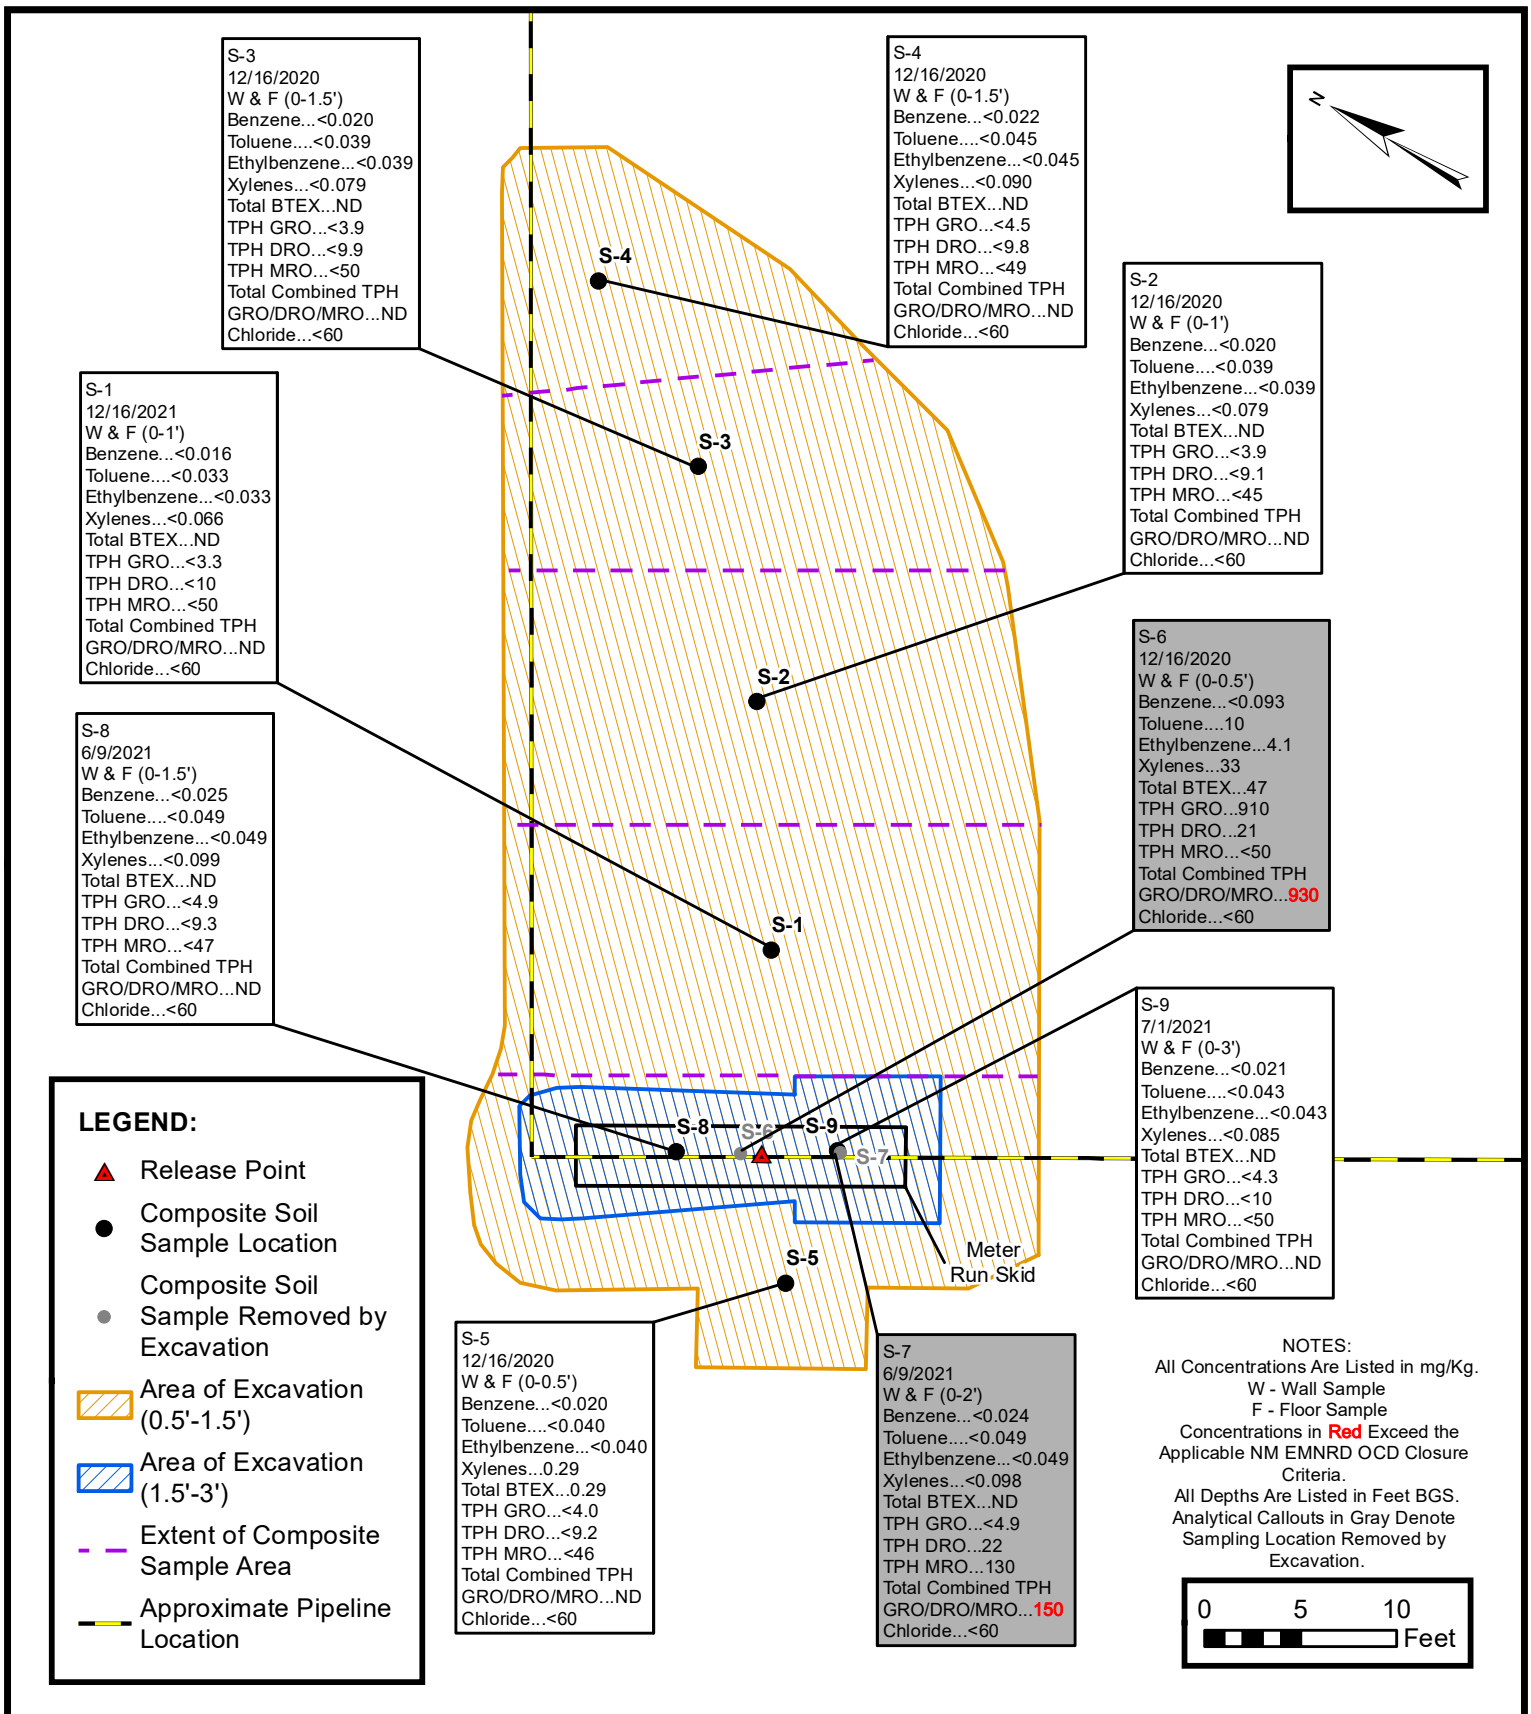 S-3
12/16/2020
W & F (0-1.5')
Benzene...<0.020
Toluene....<0.039
Ethylbenzene...<0.039
Xylenes...<0.079
Total BTEX...ND
TPH GRO...<3.9
TPH DRO...<9.9
TPH MRO...<50
Total Combined TPH
GRO/DRO/MRO...ND
Chloride...<60
S-4
12/16/2020
W & F (0-1.5')
Benzene...<0.022
Toluene....<0.045
Ethylbenzene...<0.045
Xylenes...<0.090
Total BTEX...ND
TPH GRO...<4.5
TPH DRO...<9.8
TPH MRO...<49
Total Combined TPH
GRO/DRO/MRO...ND
Chloride...<60
N
S-2
12/16/2020
W & F (0-1')
Benzene...<0.020
Toluene....<0.039
Ethylbenzene...<0.039
Xylenes...<0.079
Total BTEX...ND
TPH GRO...<3.9
TPH DRO...<9.1
TPH MRO...<45
Total Combined TPH
GRO/DRO/MRO...ND
Chloride...<60
S-1
12/16/2021
W & F (0-1')
Benzene...<0.016
Toluene....<0.033
Ethylbenzene...<0.033
Xylenes...<0.066
Total BTEX...ND
TPH GRO...<3.3
TPH DRO...<10
TPH MRO...<50
Total Combined TPH
GRO/DRO/MRO...ND
Chloride...<60
S-6
12/16/2020
W & F (0-0.5')
Benzene...<0.093
Toluene....10
Ethylbenzene...4.1
Xylenes...33
Total BTEX...47
TPH GRO...910
TPH DRO...21
TPH MRO...<50
Total Combined TPH
GRO/DRO/MRO...930
Chloride...<60
S-8
6/9/2021
W & F (0-1.5')
Benzene...<0.025
Toluene....<0.049
Ethylbenzene...<0.049
Xylenes...<0.099
Total BTEX...ND
TPH GRO...<4.9
TPH DRO...<9.3
TPH MRO...<47
Total Combined TPH
GRO/DRO/MRO...ND
Chloride...<60
S-9
7/1/2021
W & F (0-3')
Benzene...<0.021
Toluene....<0.043
Ethylbenzene...<0.043
Xylenes...<0.085
Total BTEX...ND
TPH GRO...<4.3
TPH DRO...<10
TPH MRO...<50
Total Combined TPH
GRO/DRO/MRO...ND
Chloride...<60
S-4
S-3
S-2
S-1
S-8
S-6
S-9
S-7
S-5
Meter
Run Skid
LEGEND:
Release Point
Composite Soil
Sample Location
Composite Soil
Sample Removed by
Excavation
Area of Excavation
(0.5'-1.5')
Area of Excavation
(1.5'-3')
Extent of Composite
Sample Area
Approximate Pipeline
Location
S-5
12/16/2020
W & F (0-0.5')
Benzene...<0.020
Toluene....<0.040
Ethylbenzene...<0.040
Xylenes...0.29
Total BTEX...0.29
TPH GRO...<4.0
TPH DRO...<9.2
TPH MRO...<46
Total Combined TPH
GRO/DRO/MRO...ND
Chloride...<60
S-7
6/9/2021
W & F (0-2')
Benzene...<0.024
Toluene....<0.049
Ethylbenzene...<0.049
Xylenes...<0.098
Total BTEX...ND
TPH GRO...<4.9
TPH DRO...22
TPH MRO...130
Total Combined TPH
GRO/DRO/MRO...150
Chloride...<60
NOTES:
All Concentrations Are Listed in mg/Kg.
W - Wall Sample
F - Floor Sample
Concentrations in Red Exceed the
Applicable NM EMNRD OCD Closure
Criteria.
All Depths Are Listed in Feet BGS.
Analytical Callouts in Gray Denote
Sampling Location Removed by
Excavation.
0 5 10
Feet